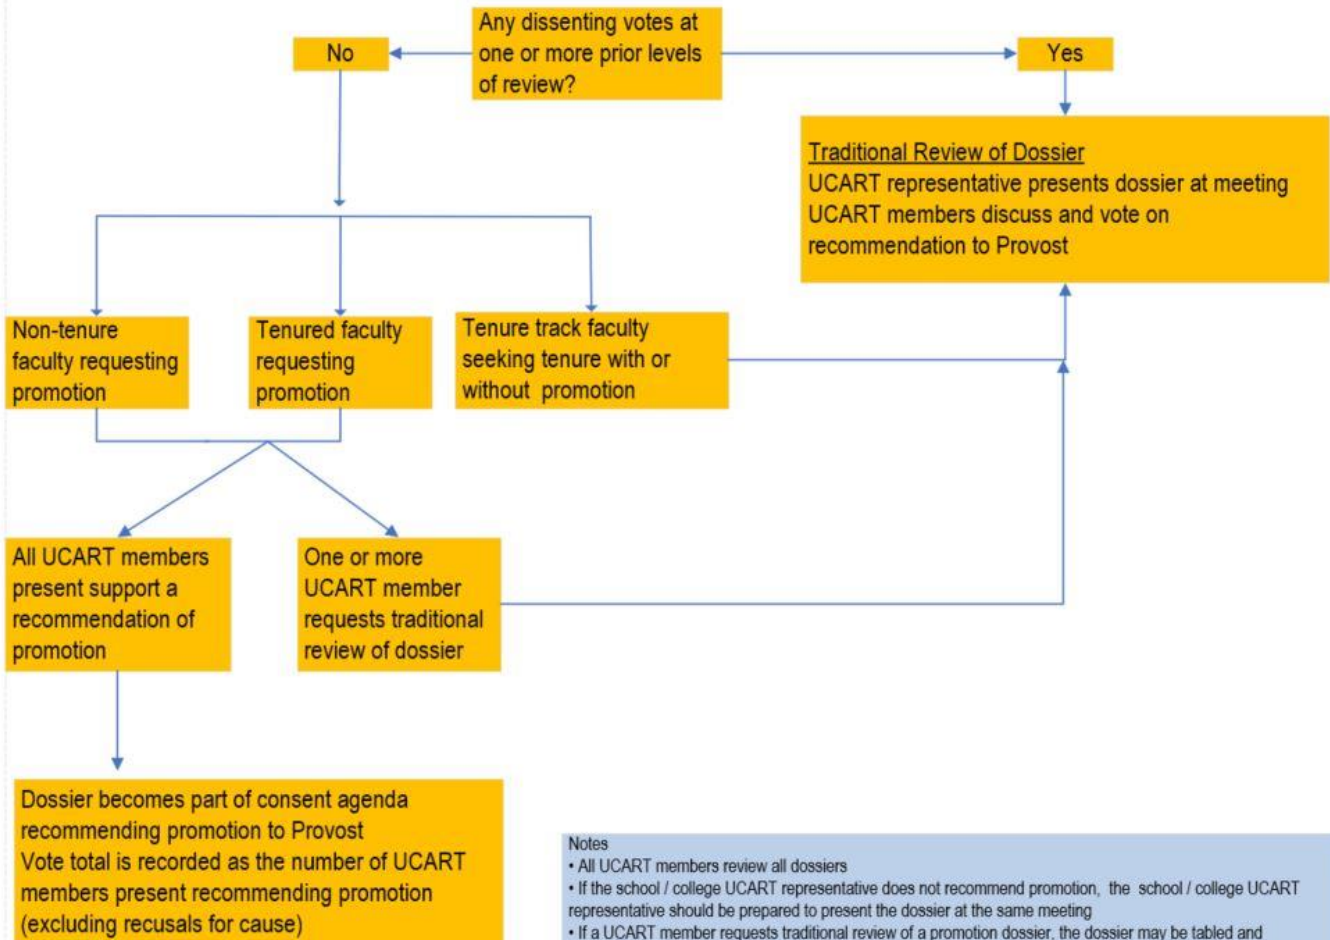 Any dissenting votes at
one or more prior levels
of review?
No
Yes
Traditional Review of Dossier
UCART representative presents dossier at meeting
UCART members discuss and vote on
recommendation to Provost
Non-tenure
faculty requesting
promotion
Tenured faculty
requesting
promotion
Tenure track faculty
seeking tenure with or
without promotion
All UCART members
present support a
recommendation of
promotion
One or more
UCART member
requests traditional
review of dossier
Dossier becomes part of consent agenda
recommending promotion to Provost
Vote total is recorded as the number of UCART
members present recommending promotion
(excluding recusals for cause)
Notes
• All UCART members review all dossiers
• If the school / college UCART representative does not recommend promotion, the school / college UCART
representative should be prepared to present the dossier at the same meeting
• If a UCART member requests traditional review of a promotion dossier, the dossier may be tabled and